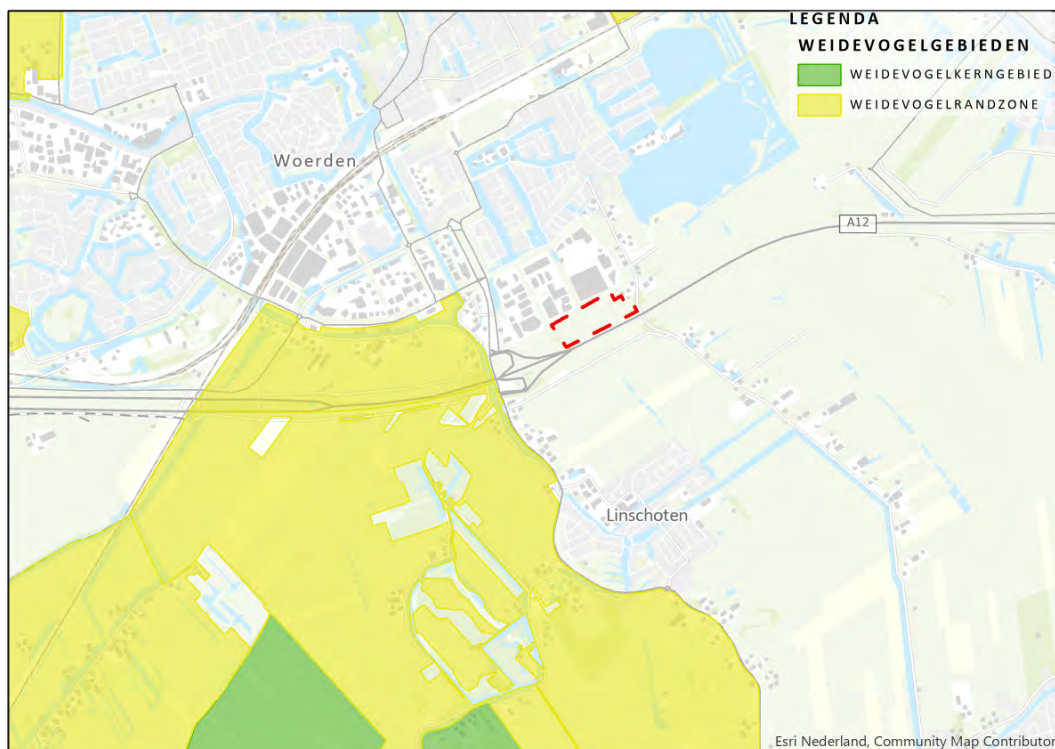 LEGENDA
WEIDEVOGELGEBIEDEN
WEIDEVOGELKERNGEBIED
WEIDEVOGELRANDZONE
Woerden
A12
Linschoten
Esri Nederland, Community Map Contributor